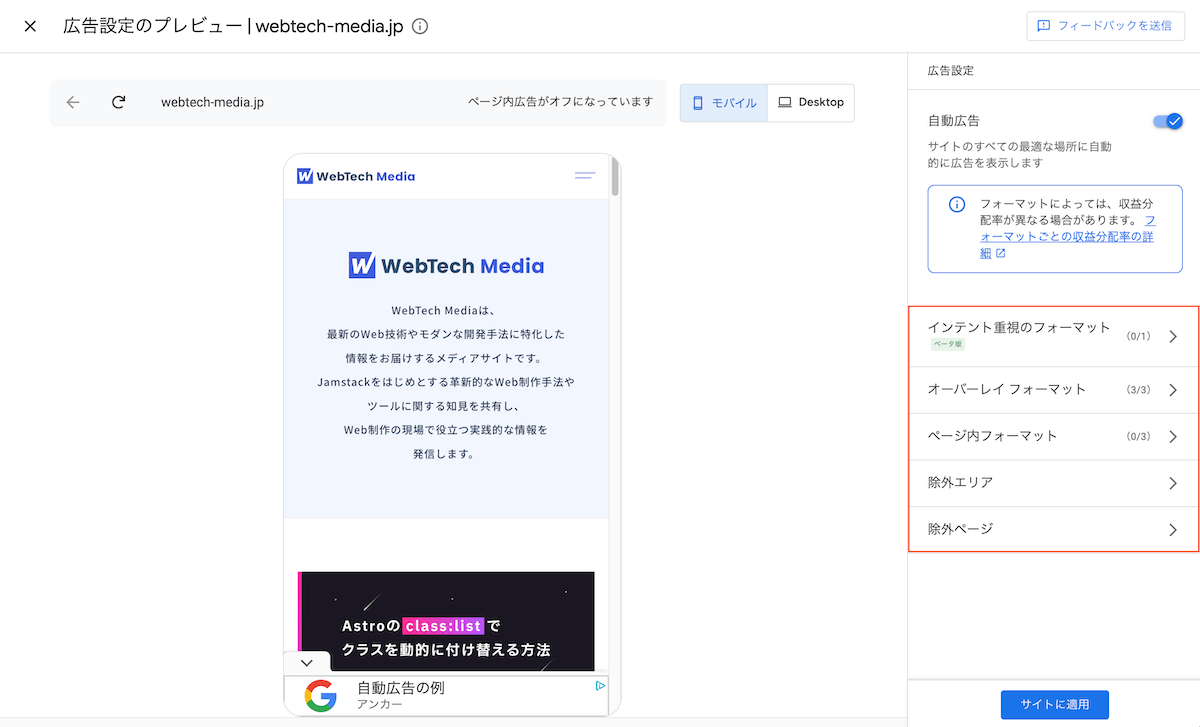 広告設定のプレビュー | webtech-media.jp
フィードバックを送信
webtech-media.jp
ページ内広告がオフになっています
モバイル
Desktop
WebTech Media
WebTech Media
WebTech Mediaは、
最新のWeb技術やモダンな開発手法に特化した
情報をお届けするメディアサイトです。
Jamstackをはじめとする革新的なWeb制作手法や
ツールに関する知見を共有し、
Web制作の現場で役立つ実践的な情報を
発信します。
Astroのclass:listで
クラスを動的に付け替える方法
自動広告の例
アンカー
広告設定
自動広告
サイトのすべての最適な場所に自動
的に広告を表示します
フォーマットによっては、収益分
配率が異なる場合があります。 フ
ォーマットごとの収益分配率の詳
細
インテント重視のフォーマット
ベータ版
(0/1)
オーバーレイ フォーマット
(3/3)
ページ内フォーマット
(0/3)
除外エリア
除外ページ
サイトに適用